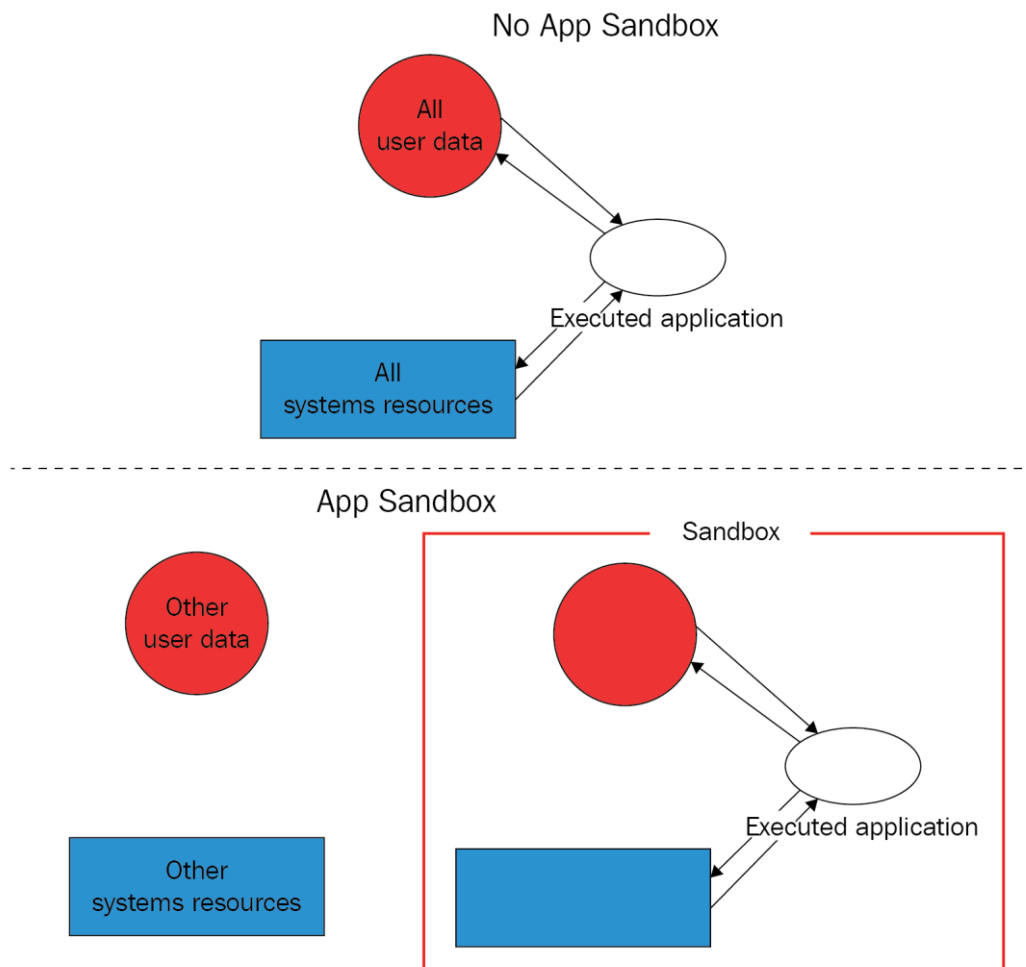 No App Sandbox
All
user data
Executed application
All
systems resources
App Sandbox
Sandbox
Other
user data
Executed application
Other
systems resources